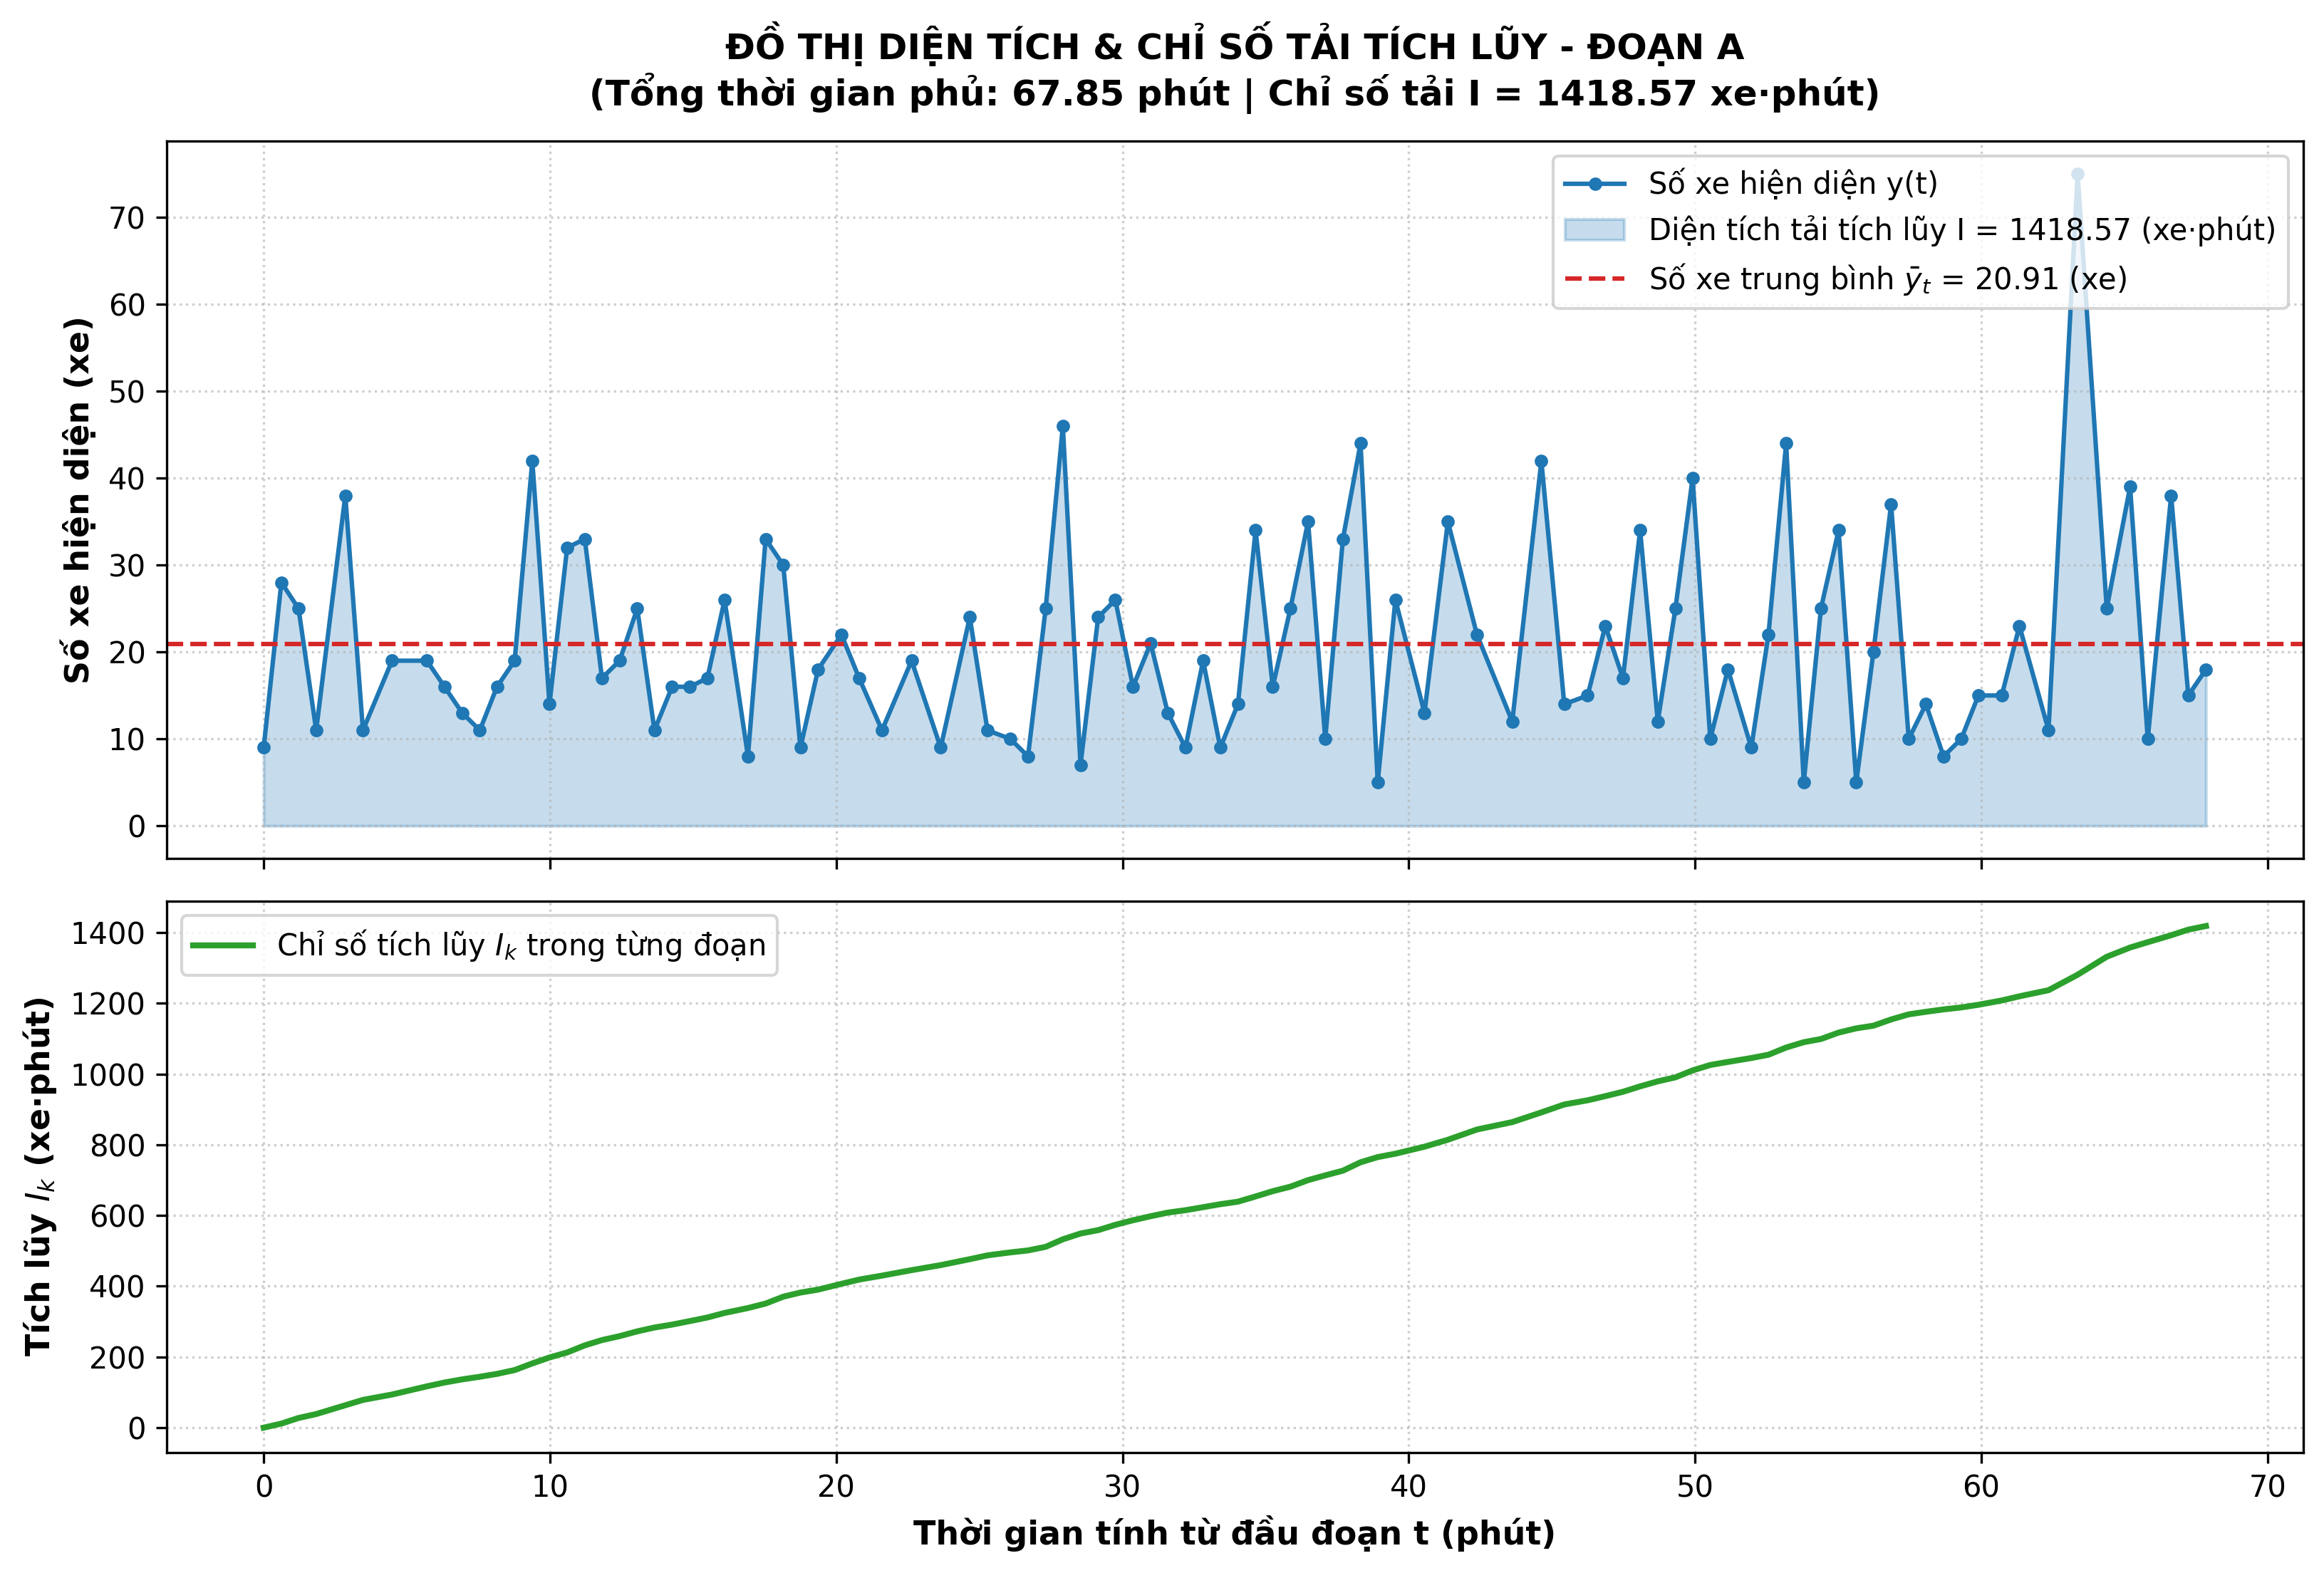 ĐỒ THỊ DIỆN TÍCH & CHỈ SỐ TẢI TÍCH LŨY - ĐOẠN A
(Tổng thời gian phủ: 67.85 phút | Chỉ số tải I = 1418.57 xe·phút)
Số xe hiện diện (xe)
70
60
50
40
30
20
10
0
Số xe hiện diện y(t)
Diện tích tải tích lũy I = 1418.57 (xe·phút)
Số xe trung bình ȳₜ = 20.91 (xe)
Tích lũy Iₖ (xe·phút)
1400
1200
1000
800
600
400
200
0
Chỉ số tích lũy Iₖ trong từng đoạn
0 10 20 30 40 50 60 70
Thời gian tính từ đầu đoạn t (phút)